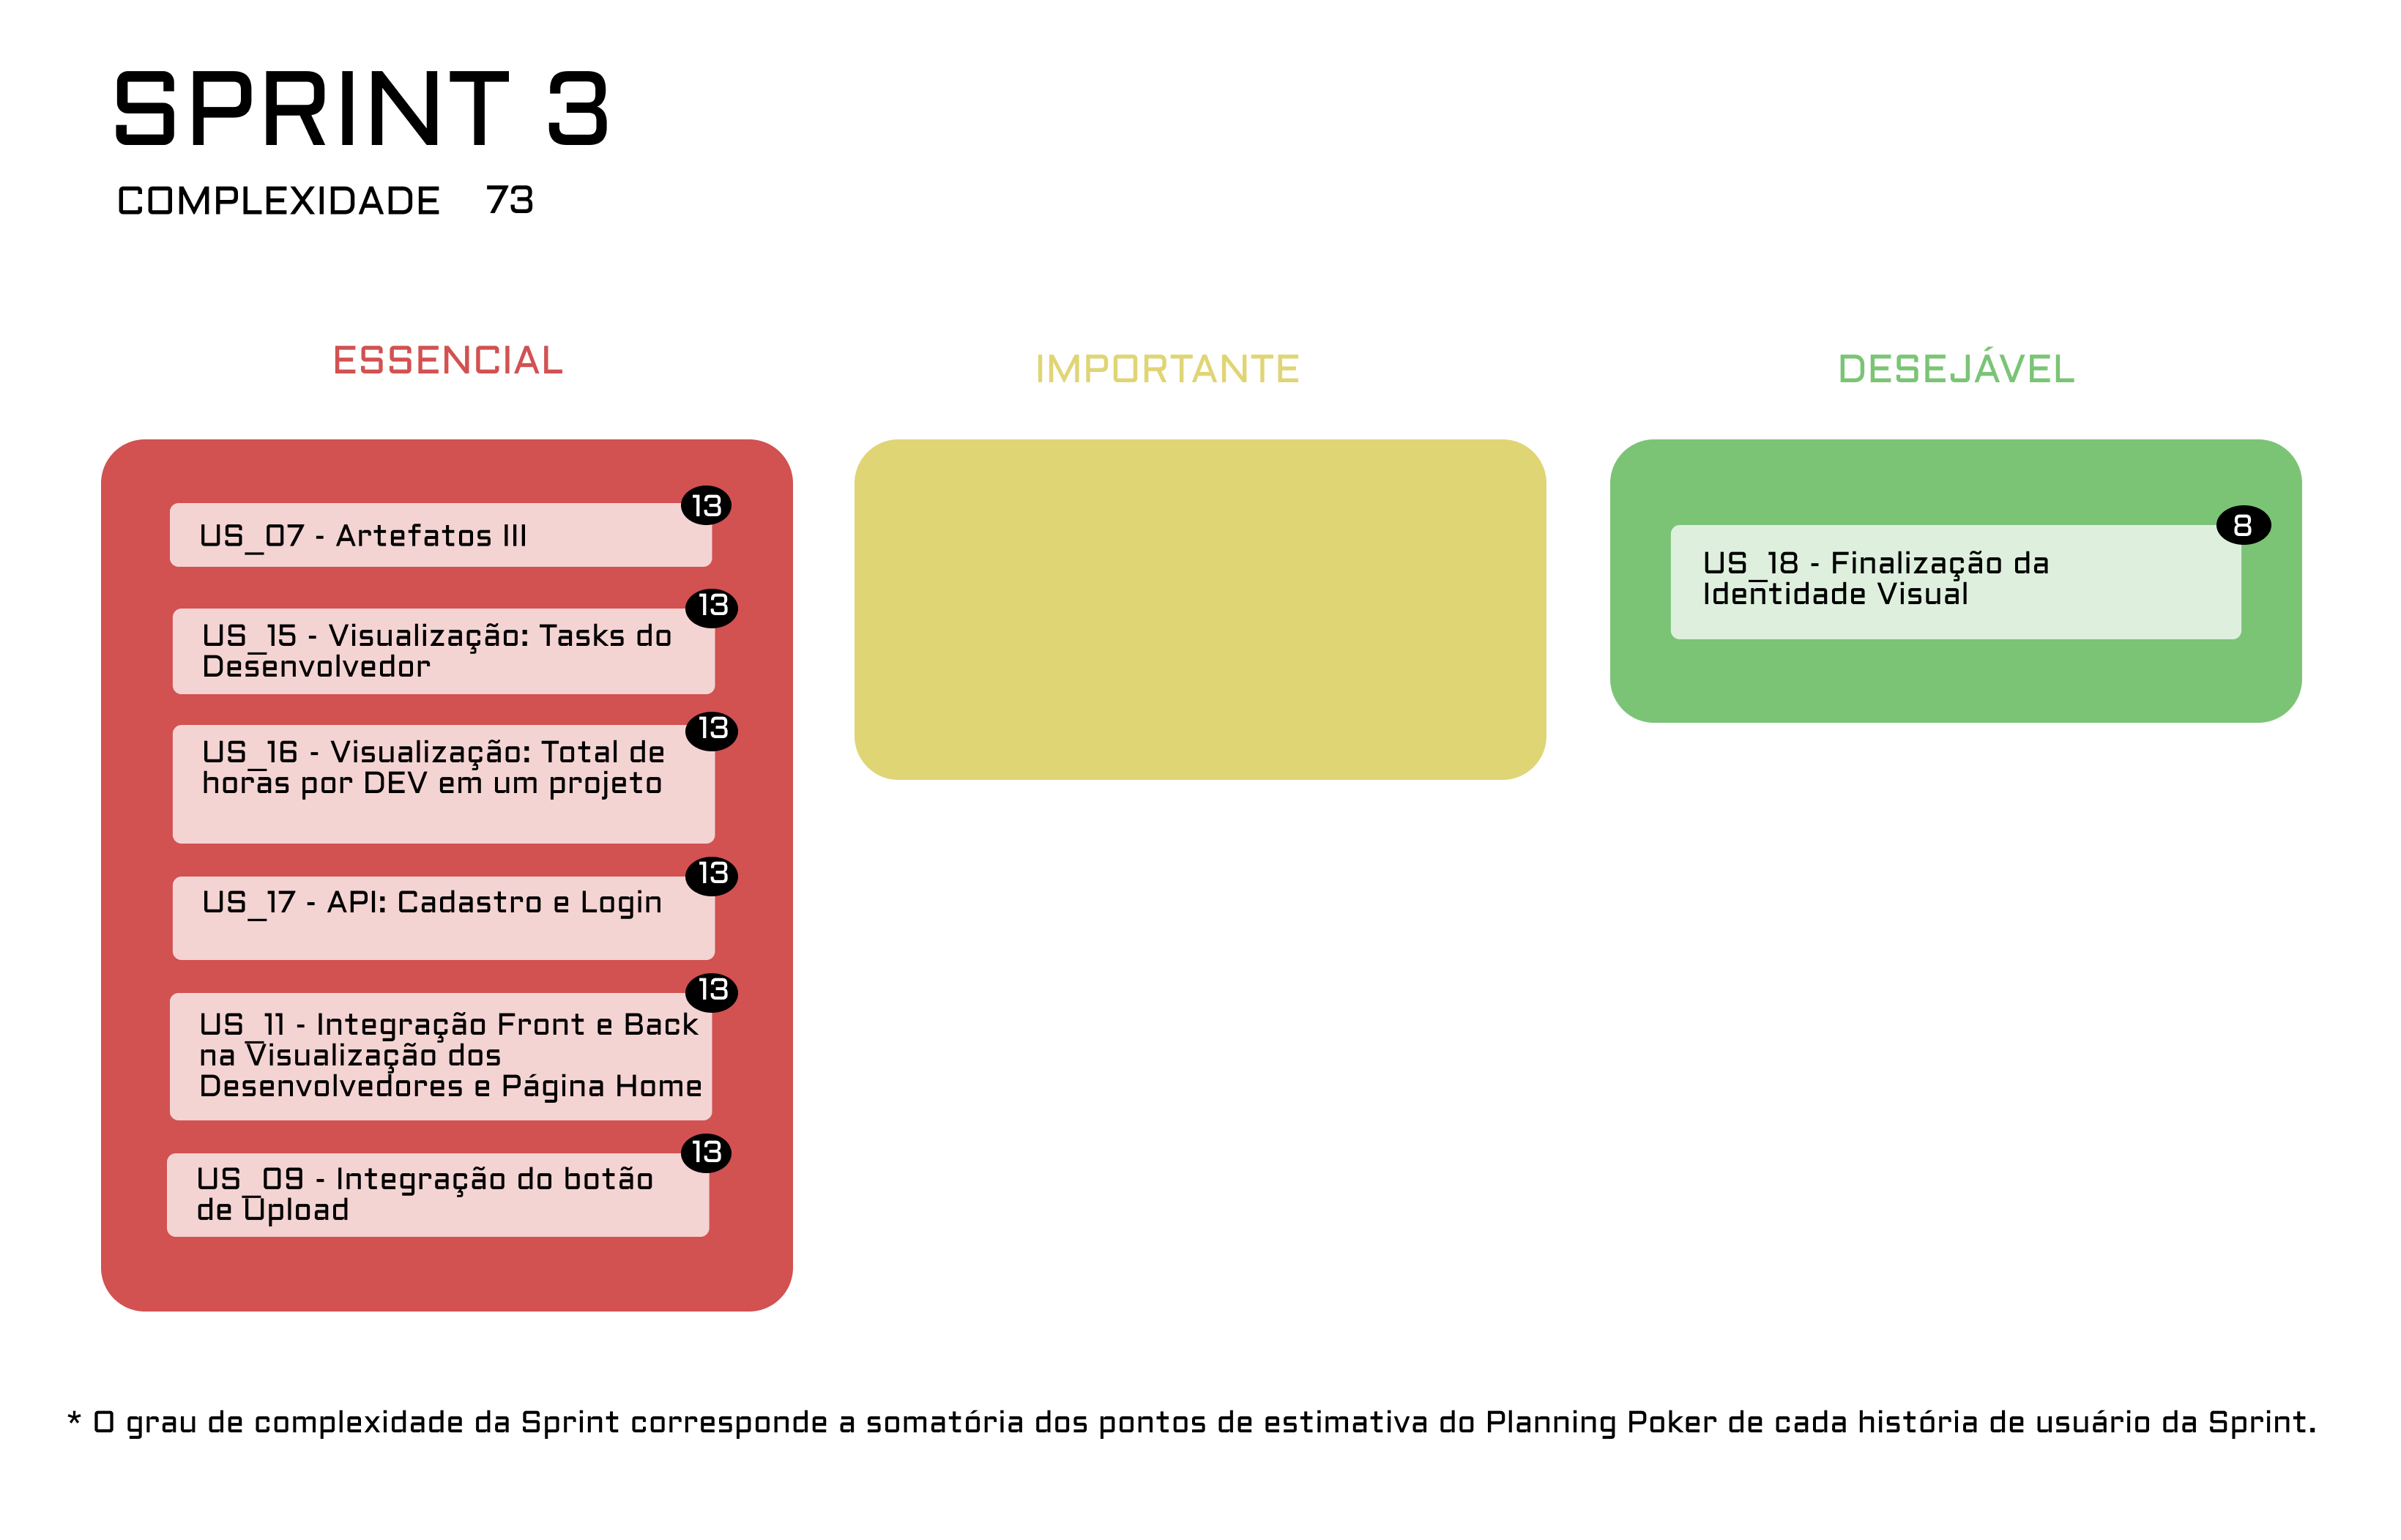 SPRINT 3
COMPLEXIDADE 73
ESSENCIAL
13
US_07 - Artefatos III
13
US_15 - Visualização: Tasks do
Desenvolvedor
13
US_16 - Visualização: Total de
horas por DEV em um projeto
13
US_17 - API: Cadastro e Login
13
US_11 - Integração Front e Back
na Visualização dos
Desenvolvedores e Página Home
13
US_09 - Integração do botão
de Upload
IMPORTANTE
DESEJÁVEL
8
US_18 - Finalização da
Identidade Visual
* O grau de complexidade da Sprint corresponde a somatória dos pontos de estimativa do Planning Poker de cada história de usuário da Sprint.